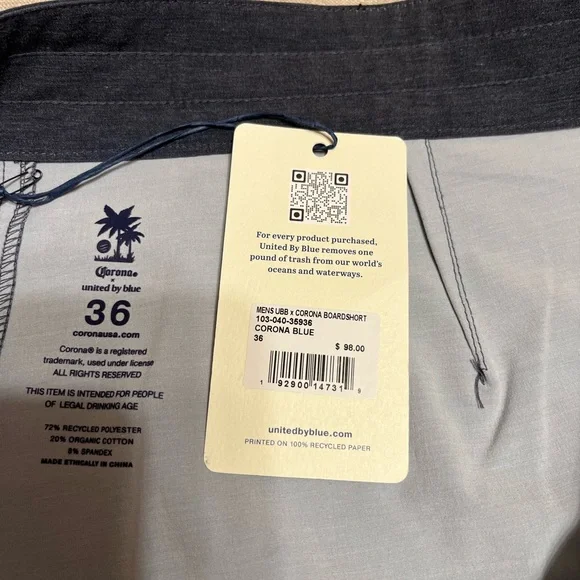 Corona®
x
united by blue
36
coronausa.com
Corona® is a registered
trademark, used under license
ALL RIGHTS RESERVED
THIS ITEM IS INTENDED FOR PEOPLE
OF LEGAL DRINKING AGE
72% RECYCLED POLYESTER
20% ORGANIC COTTON
8% SPANDEX
MADE ETHICALLY IN CHINA
For every product purchased,
United By Blue removes one
pound of trash from our world's
oceans and waterways.
MENS UBB x CORONA BOARDSHORT
103-040-35936
CORONA BLUE
36
$ 98.00
1 92900 14731 9
unitedbyblue.com
PRINTED ON 100% RECYCLED PAPER